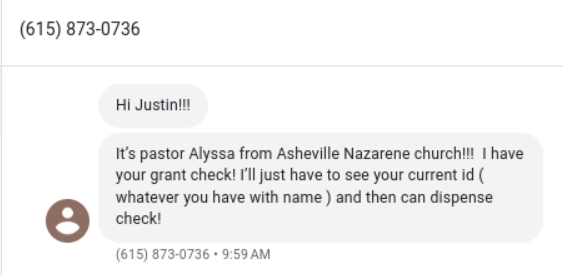 (615) 873-0736
Hi Justin!!!
It’s pastor Alyssa from Asheville Nazarene church!!!  I have
your grant check! I’ll just have to see your current id (
whatever you have with name ) and then can dispense
check!
(615) 873-0736 • 9:59 AM